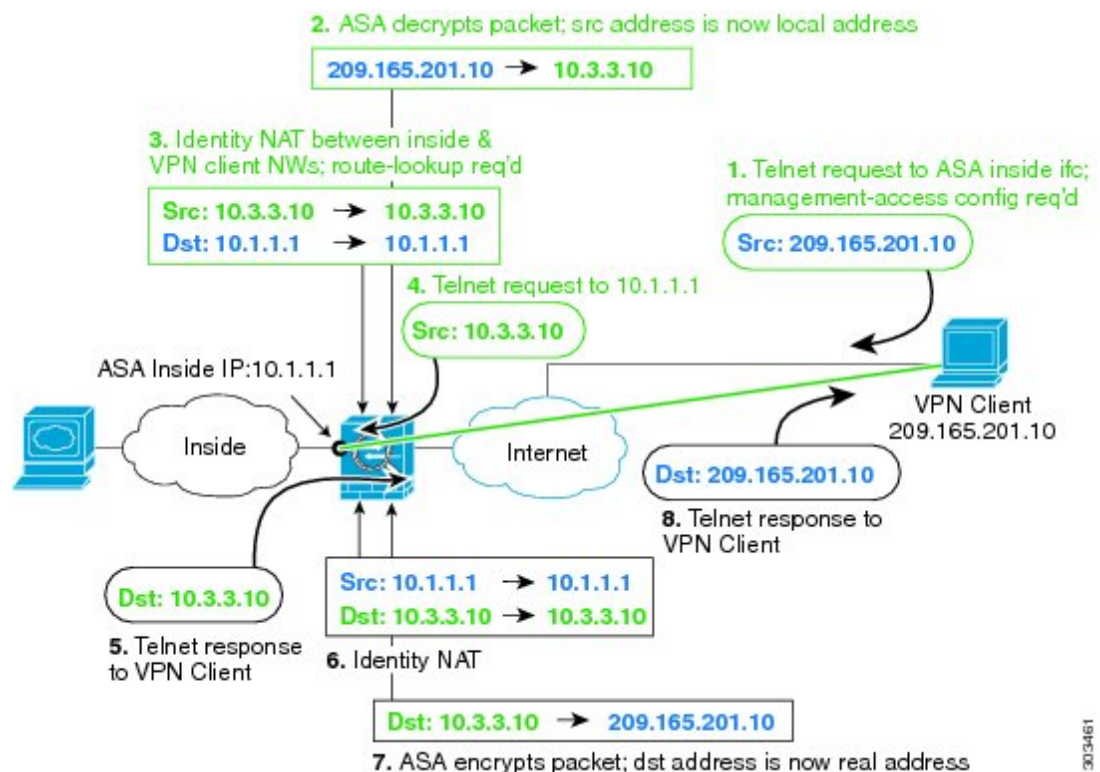 2. ASA decrypts packet; src address is now local address
209.165.201.10 → 10.3.3.10
3. Identity NAT between inside &
VPN client NWs; route-lookup req'd
Src: 10.3.3.10 → 10.3.3.10
Dst: 10.1.1.1 → 10.1.1.1
1. Telnet request to ASA inside ifc;
management-access config req'd
Src: 209.165.201.10
4. Telnet request to 10.1.1.1
Src: 10.3.3.10
ASA Inside IP:10.1.1.1
Inside
Internet
VPN Client
209.165.201.10
Dst: 209.165.201.10
8. Telnet response to
VPN Client
Dst: 10.3.3.10
5. Telnet response
to VPN Client
Src: 10.1.1.1 → 10.1.1.1
Dst: 10.3.3.10 → 10.3.3.10
6. Identity NAT
Dst: 10.3.3.10 → 209.165.201.10
7. ASA encrypts packet; dst address is now real address
303461